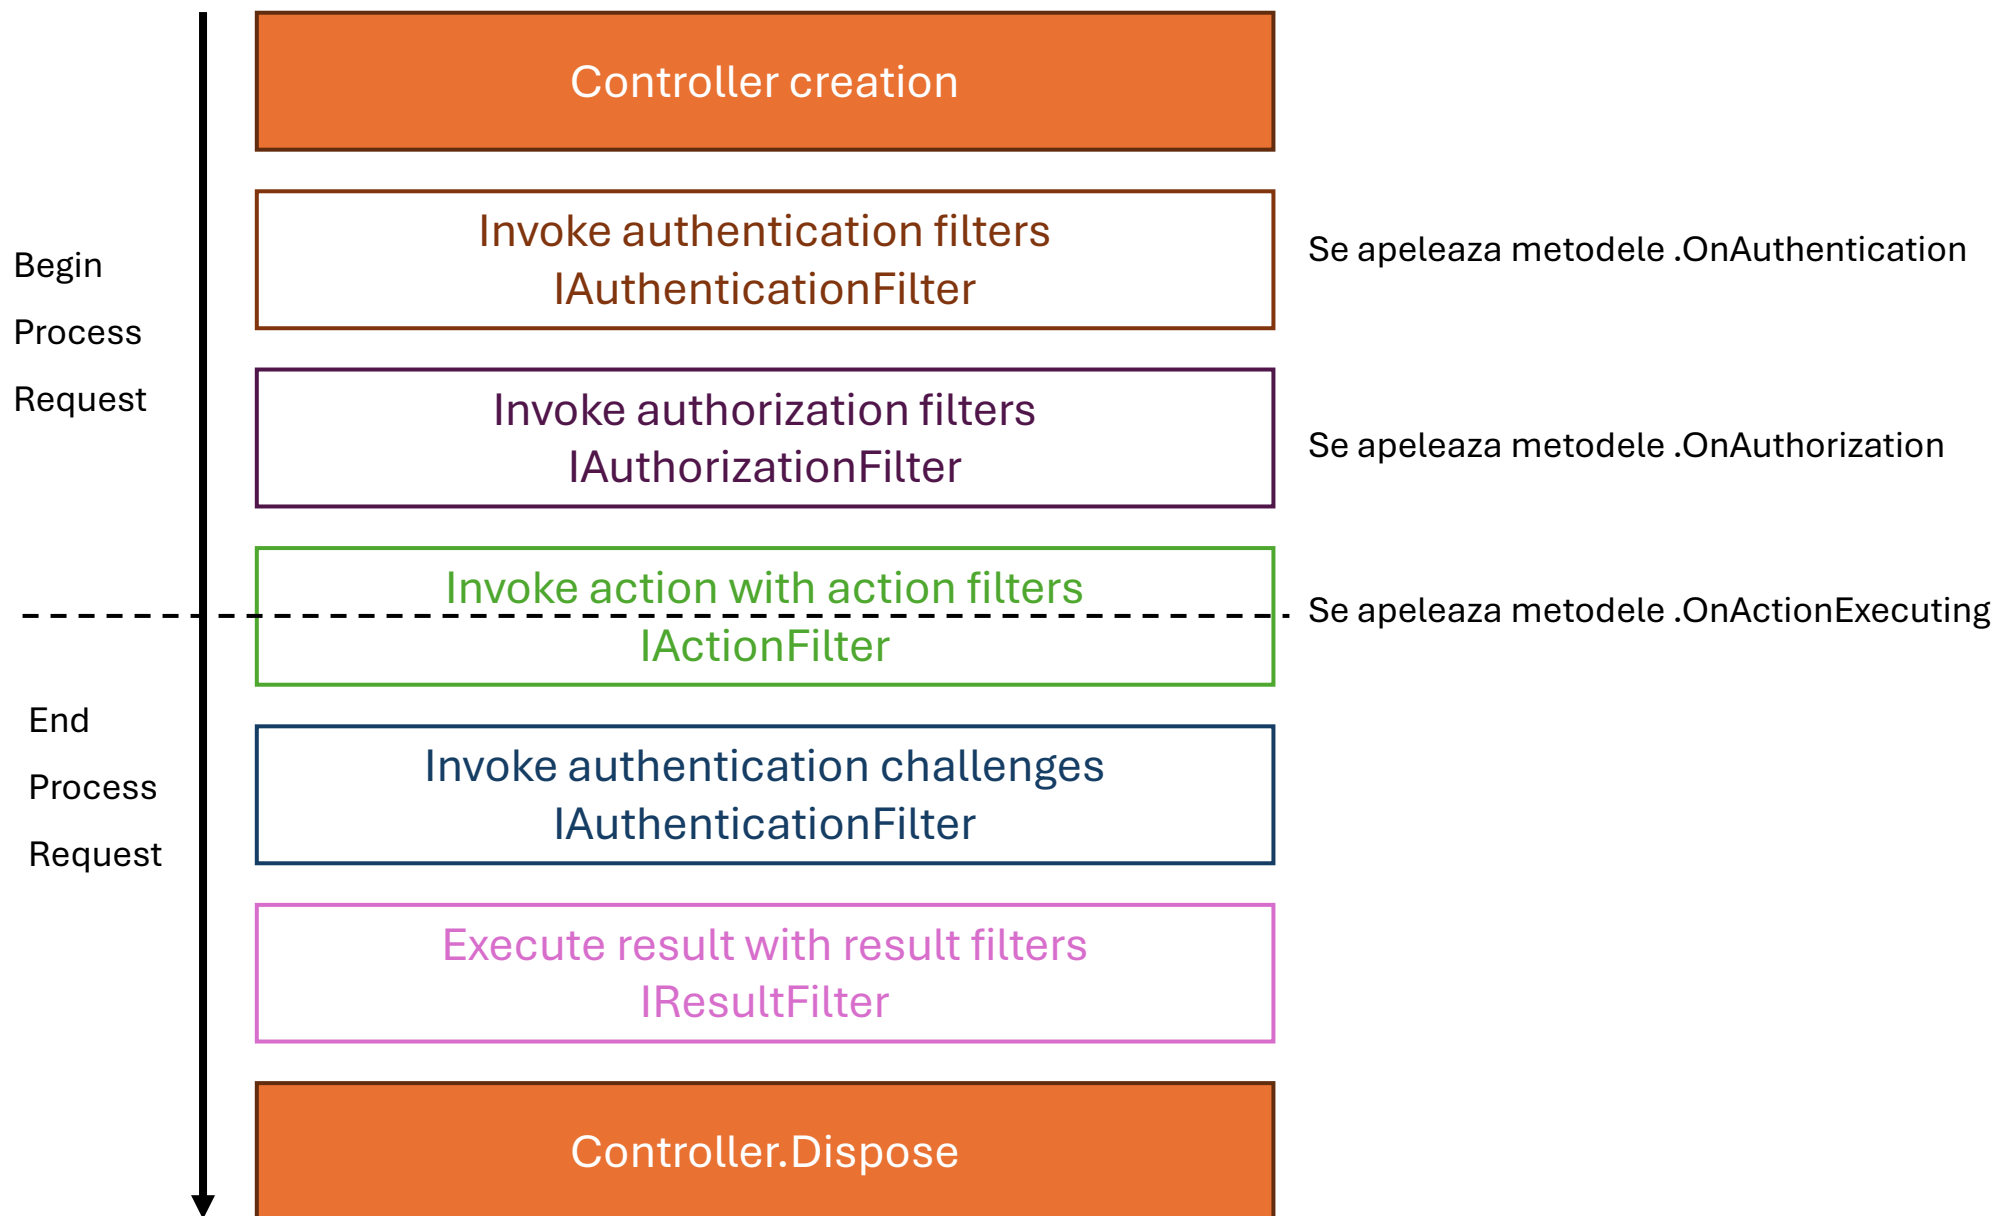 Controller creation
Invoke authentication filters
IAuthenticationFilter
Se apeleaza metodele .OnAuthentication
Begin
Process
Request
Invoke authorization filters
IAuthorizationFilter
Se apeleaza metodele .OnAuthorization
Invoke action with action filters
IActionFilter
Se apeleaza metodele .OnActionExecuting
End
Process
Request
Invoke authentication challenges
IAuthenticationFilter
Execute result with result filters
IResultFilter
Controller.Dispose